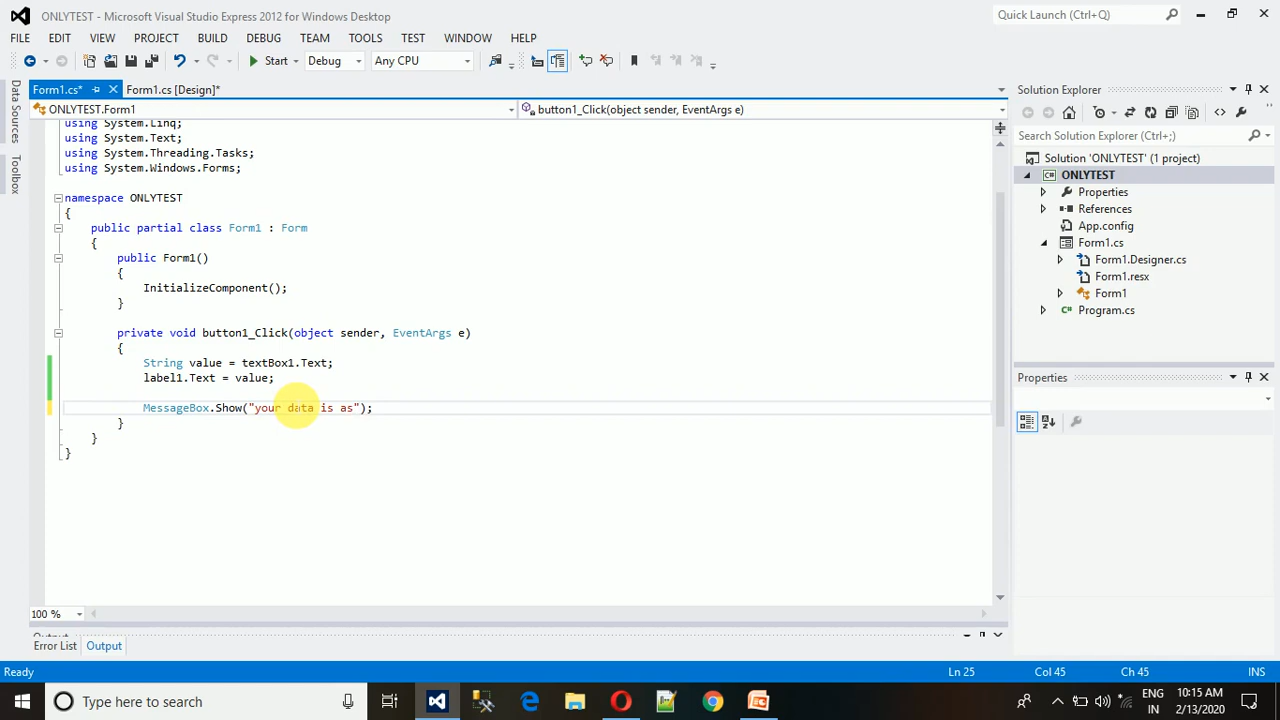 ONLYTEST - Microsoft Visual Studio Express 2012 for Windows Desktop
Quick Launch (Ctrl+Q)
FILE EDIT VIEW PROJECT BUILD DEBUG TEAM TOOLS TEST WINDOW HELP
Start Debug Any CPU
Form1.cs* Form1.cs [Design]*
Solution Explorer
ONLYTEST.Form1 button1_Click(object sender, EventArgs e)
Data Sources
Toolbox
using System.Linq;
using System.Text;
using System.Threading.Tasks;
using System.Windows.Forms;
namespace ONLYTEST
{
public partial class Form1 : Form
{
public Form1()
{
InitializeComponent();
}
private void button1_Click(object sender, EventArgs e)
{
String value = textBox1.Text;
label1.Text = value;
MessageBox.Show("your data is as");
}
}
}
Search Solution Explorer (Ctrl+;)
Solution 'ONLYTEST' (1 project)
C# ONLYTEST
Properties
References
App.config
Form1.cs
Form1.Designer.cs
Form1.resx
Form1
Program.cs
Properties
100 %
Output
Error List Output
Ready Ln 25 Col 45 Ch 45 INS
Type here to search
ENG
IN
10:15 AM
2/13/2020